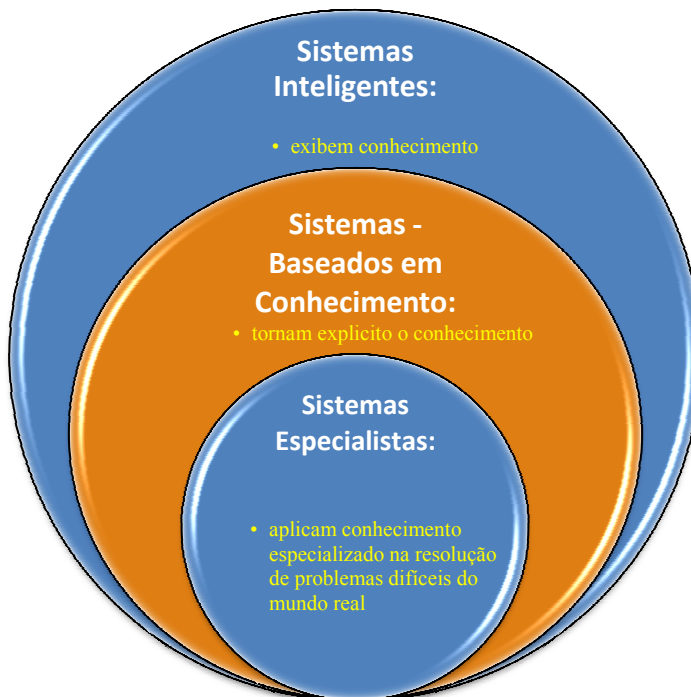 Sistemas
Inteligentes:
• exibem conhecimento
Sistemas -
Baseados em
Conhecimento:
• tornam explicito o conhecimento
Sistemas
Especialistas:
• aplicam conhecimento
especializado na resolução
de problemas difíceis do
mundo real